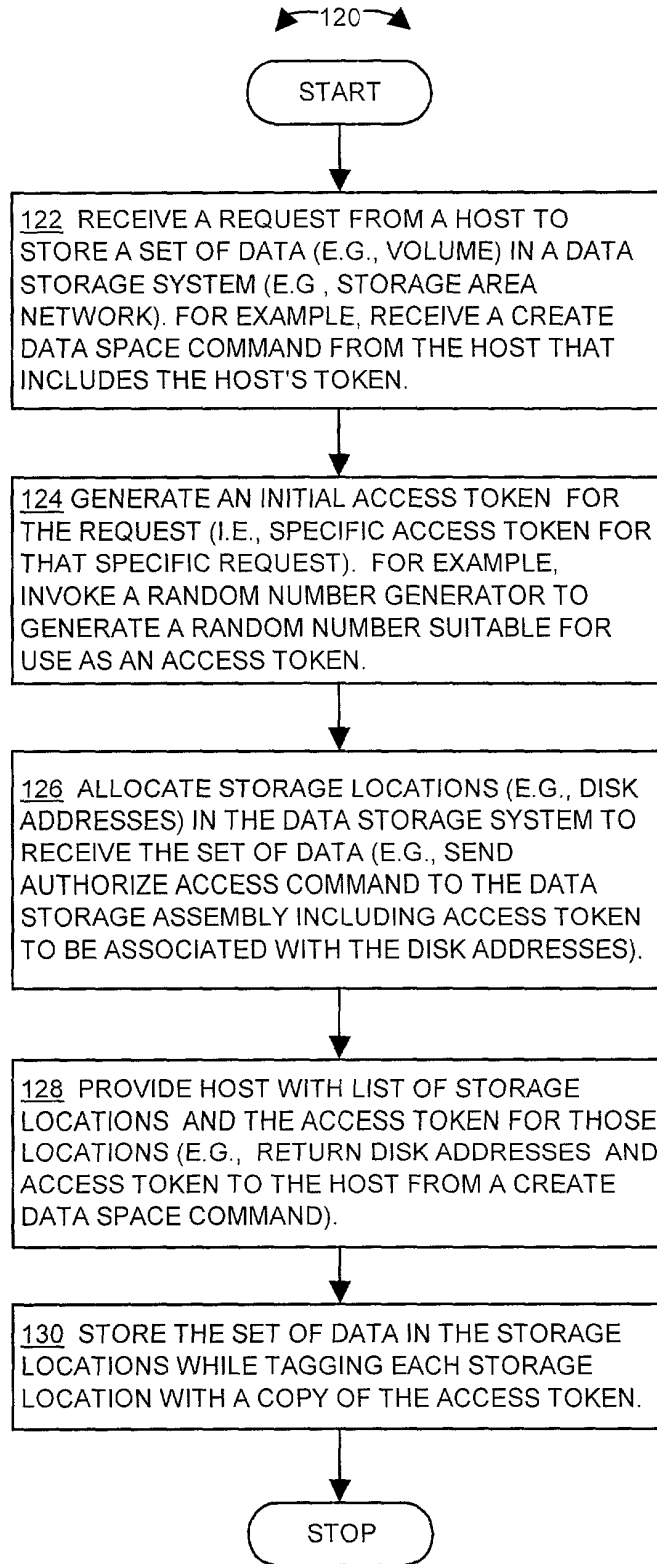 120
START
122 RECEIVE A REQUEST FROM A HOST TO
STORE A SET OF DATA (E.G., VOLUME) IN A DATA
STORAGE SYSTEM (E.G , STORAGE AREA
NETWORK). FOR EXAMPLE, RECEIVE A CREATE
DATA SPACE COMMAND FROM THE HOST THAT
INCLUDES THE HOST'S TOKEN.
124 GENERATE AN INITIAL ACCESS TOKEN FOR
THE REQUEST (I.E., SPECIFIC ACCESS TOKEN FOR
THAT SPECIFIC REQUEST). FOR EXAMPLE,
INVOKE A RANDOM NUMBER GENERATOR TO
GENERATE A RANDOM NUMBER SUITABLE FOR
USE AS AN ACCESS TOKEN.
126 ALLOCATE STORAGE LOCATIONS (E.G., DISK
ADDRESSES) IN THE DATA STORAGE SYSTEM TO
RECEIVE THE SET OF DATA (E.G., SEND
AUTHORIZE ACCESS COMMAND TO THE DATA
STORAGE ASSEMBLY INCLUDING ACCESS TOKEN
TO BE ASSOCIATED WITH THE DISK ADDRESSES).
128 PROVIDE HOST WITH LIST OF STORAGE
LOCATIONS AND THE ACCESS TOKEN FOR THOSE
LOCATIONS (E.G., RETURN DISK ADDRESSES AND
ACCESS TOKEN TO THE HOST FROM A CREATE
DATA SPACE COMMAND).
130 STORE THE SET OF DATA IN THE STORAGE
LOCATIONS WHILE TAGGING EACH STORAGE
LOCATION WITH A COPY OF THE ACCESS TOKEN.
STOP